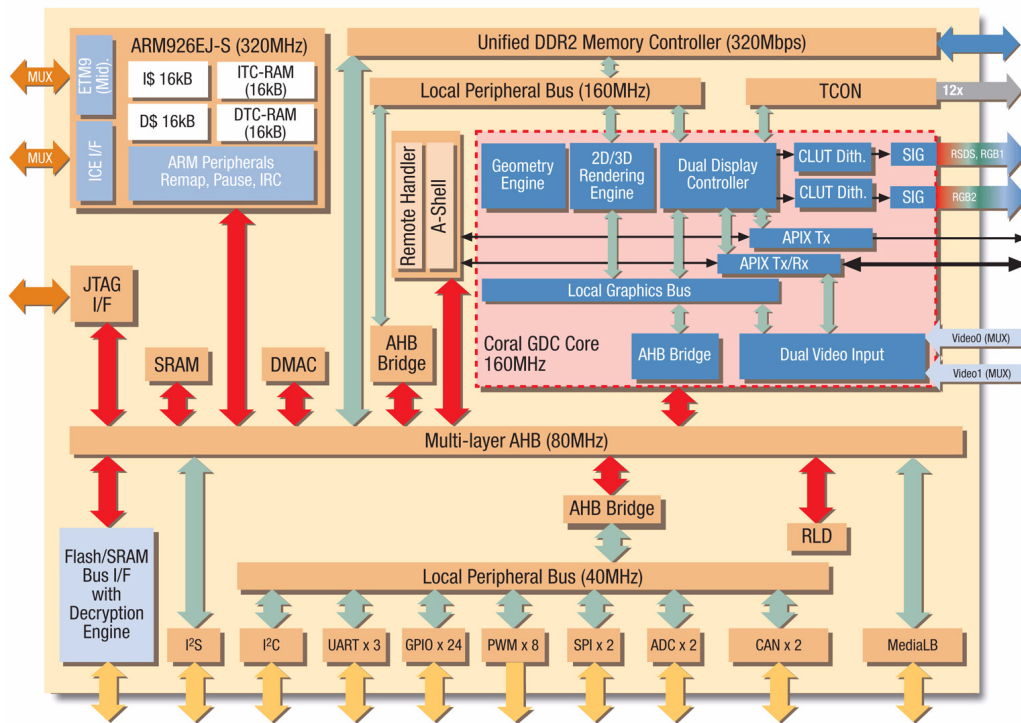 ARM926EJ-S (320MHz)
ETM9
(Mid).
I$ 16kB
ITC-RAM
(16kB)
D$ 16kB
DTC-RAM
(16kB)
ICE I/F
ARM Peripherals
Remap, Pause, IRC
MUX
MUX
Unified DDR2 Memory Controller (320Mbps)
Local Peripheral Bus (160MHz)
TCON
12x
Remote Handler
A-Shell
Geometry
Engine
2D/3D
Rendering
Engine
Dual Display
Controller
CLUT Dith.
SIG
RSDS, RGB1
CLUT Dith.
SIG
RGB2
APIX Tx
APIX Tx/Rx
Local Graphics Bus
Coral GDC Core
160MHz
AHB Bridge
Dual Video Input
Video0 (MUX)
Video1 (MUX)
JTAG
I/F
SRAM
DMAC
AHB
Bridge
Multi-layer AHB (80MHz)
AHB Bridge
RLD
Flash/SRAM
Bus I/F
with
Decryption
Engine
Local Peripheral Bus (40MHz)
I²S
I²C
UART x 3
GPIO x 24
PWM x 8
SPI x 2
ADC x 2
CAN x 2
MediaLB